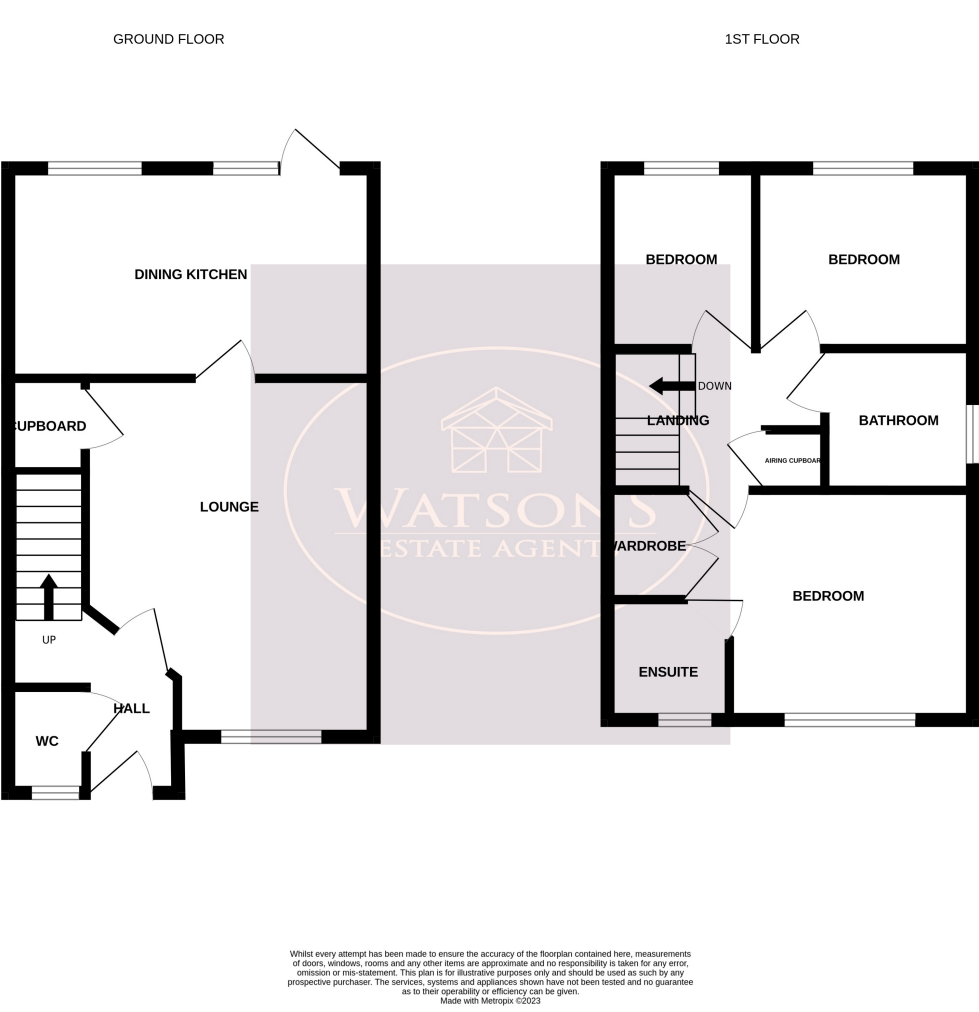 GROUND FLOOR
1ST FLOOR
DINING KITCHEN
BEDROOM
BEDROOM
DOWN
CUPBOARD
LANDING
BATHROOM
AIRING CUPBOARD
LOUNGE
WATSONS
ESTATE AGENTS
WARDROBE
BEDROOM
UP
ENSUITE
HALL
WC
Whilst every attempt has been made to ensure the accuracy of the floorplan contained here, measurements
of doors, windows, rooms and any other items are approximate and no responsibility is taken for any error,
omission or mis-statement. This plan is for illustrative purposes only and should be used as such by any
prospective purchaser. The services, systems and appliances shown have not been tested and no guarantee
as to their operability or efficiency can be given.
Made with Metropix ©2023